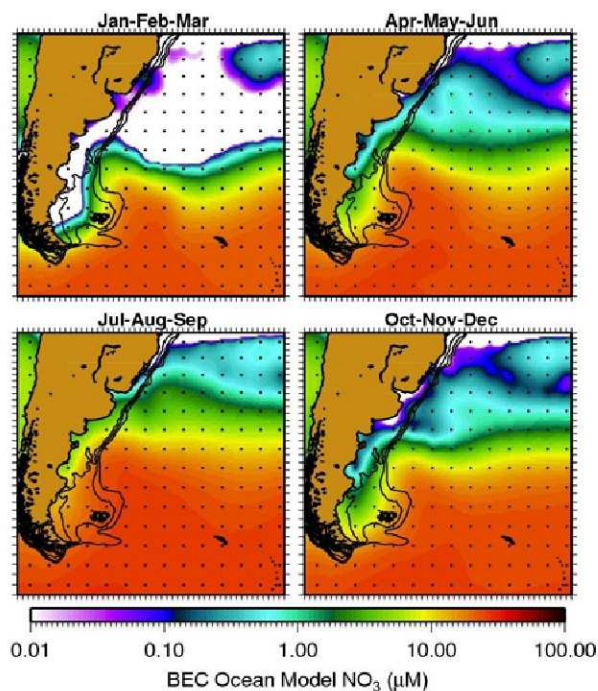 Jan-Feb-Mar
Apr-May-Jun
Jul-Aug-Sep
Oct-Nov-Dec
0.01 0.10 1.00 10.00 100.00
BEC Ocean Model NO₃ (μM)